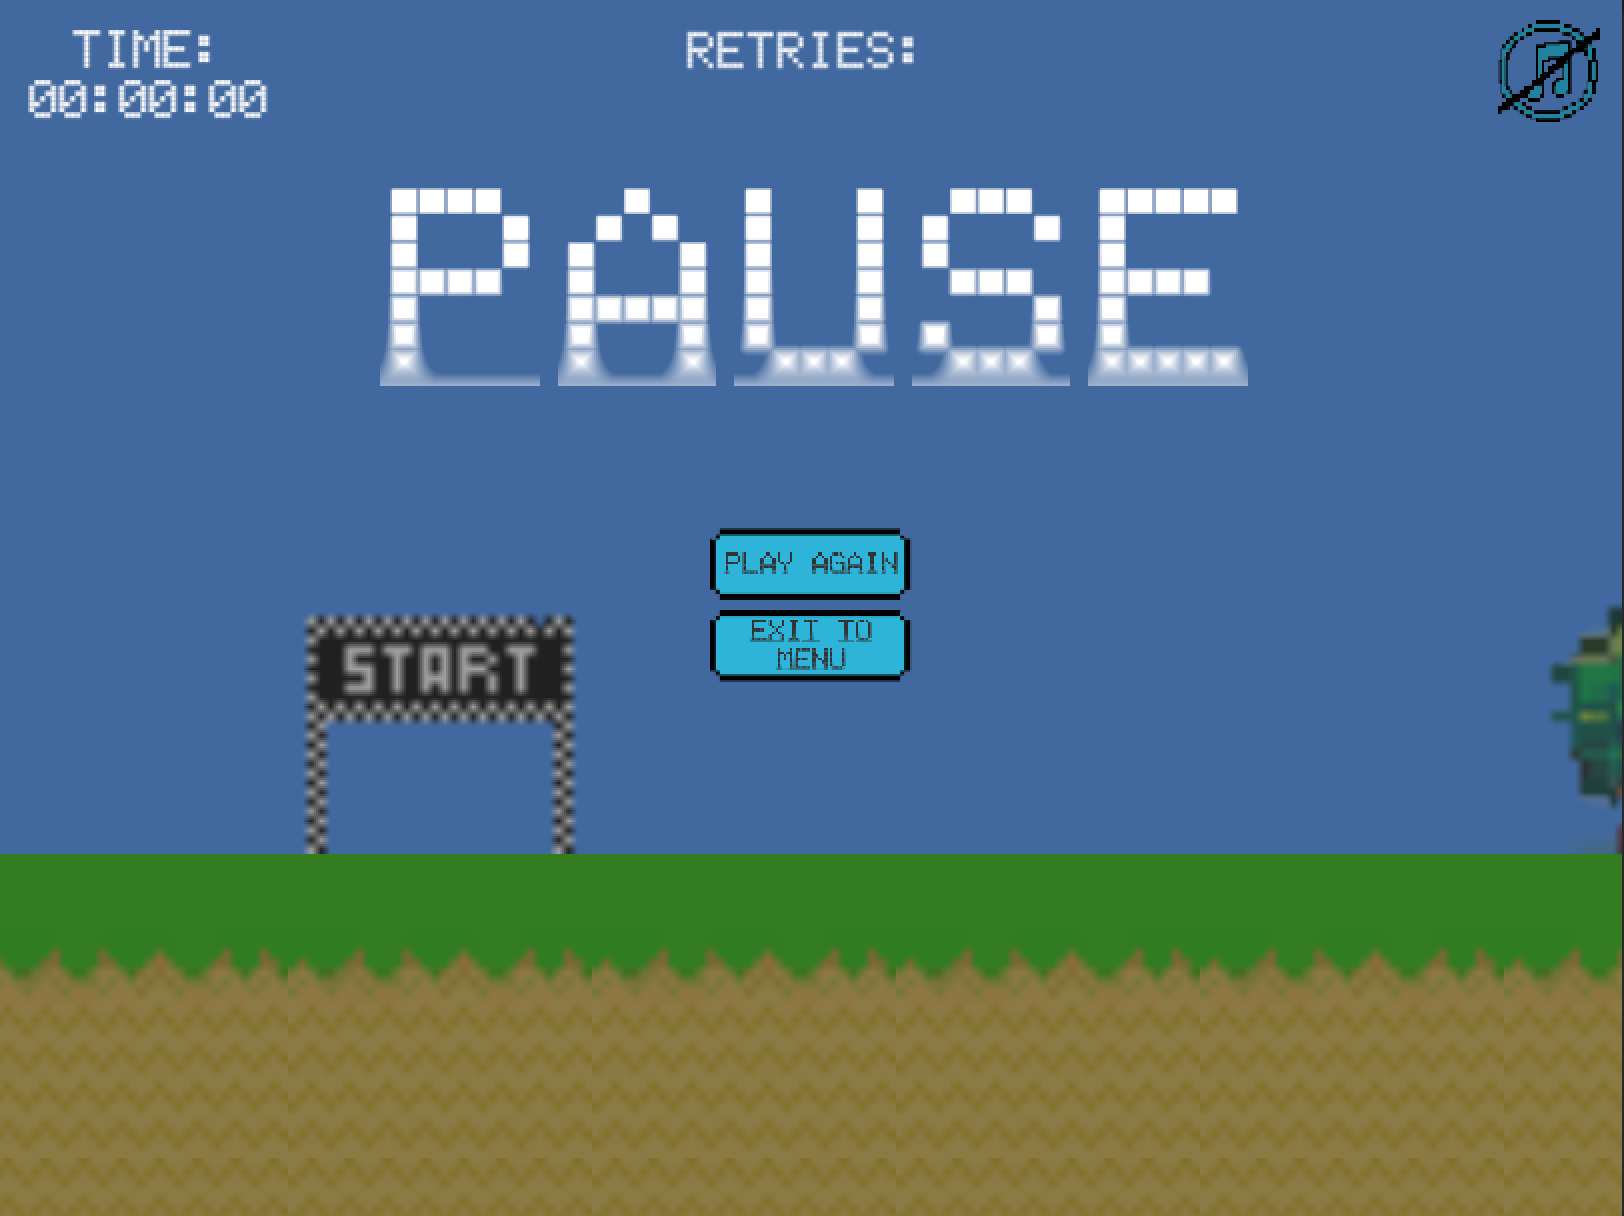 TIME:
00:00:00
RETRIES:
PAUSE
PLAY AGAIN
EXIT TO
MENU
START